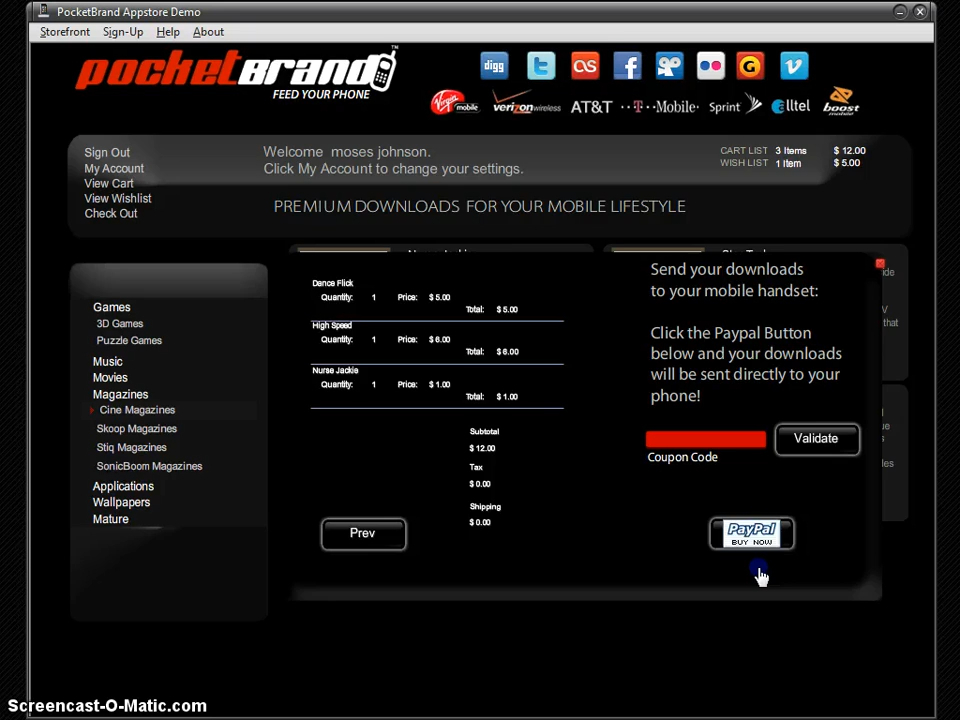 PocketBrand Appstore Demo
Storefront Sign-Up Help About
pocketBRAND™
FEED YOUR PHONE
digg
Virgin mobile verizonwireless AT&T T-Mobile Sprint alltel boost mobile
Sign Out
My Account
View Cart
View Wishlist
Check Out
Welcome moses johnson.
Click My Account to change your settings.
CART LIST 3 Items $ 12.00
WISH LIST 1 Item $ 5.00
PREMIUM DOWNLOADS FOR YOUR MOBILE LIFESTYLE
Games
3D Games
Puzzle Games
Music
Movies
Magazines
Cine Magazines
Skoop Magazines
Stiq Magazines
SonicBoom Magazines
Applications
Wallpapers
Mature
Dance Flick
Quantity: 1 Price: $ 5.00
Total: $ 5.00
High Speed
Quantity: 1 Price: $ 6.00
Total: $ 6.00
Nurse Jackie
Quantity: 1 Price: $ 1.00
Total: $ 1.00
Subtotal
$ 12.00
Tax
$ 0.00
Shipping
$ 0.00
Prev
Send your downloads
to your mobile handset:
Click the Paypal Button
below and your downloads
will be sent directly to your
phone!
Validate
Coupon Code
PayPal
BUY NOW
Screencast-O-Matic.com